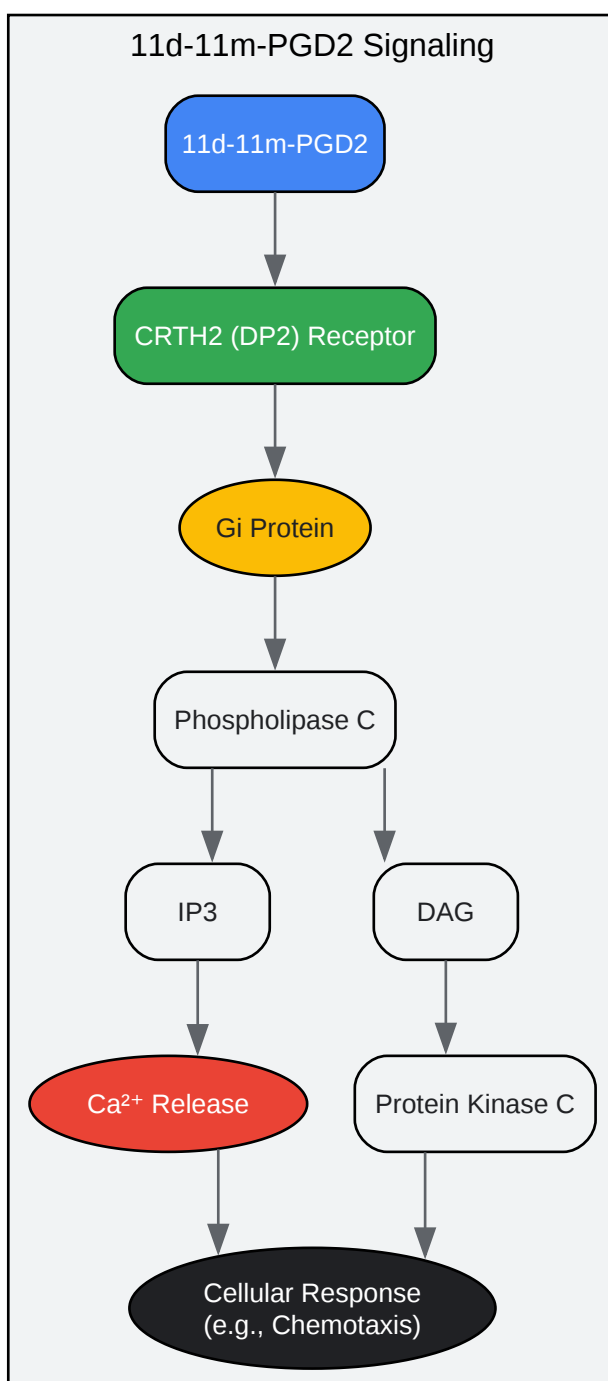 11d-11m-PGD2 Signaling
11d-11m-PGD2
CRTH2 (DP2) Receptor
Gi Protein
Phospholipase C
IP3
DAG
Ca²⁺ Release
Protein Kinase C
Cellular Response
(e.g., Chemotaxis)